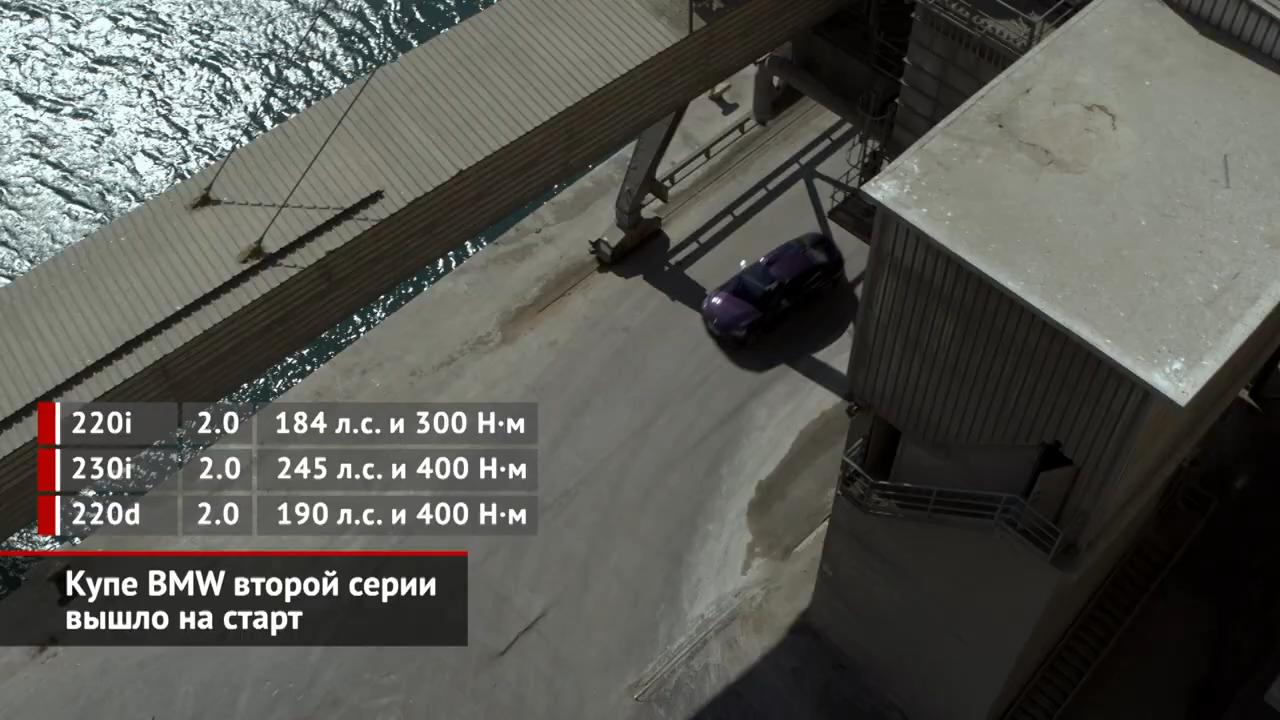 220i 2.0 184 л.с. и 300 Н·м
230i 2.0 245 л.с. и 400 Н·м
220d 2.0 190 л.с. и 400 Н·м
Купе BMW второй серии
вышло на старт